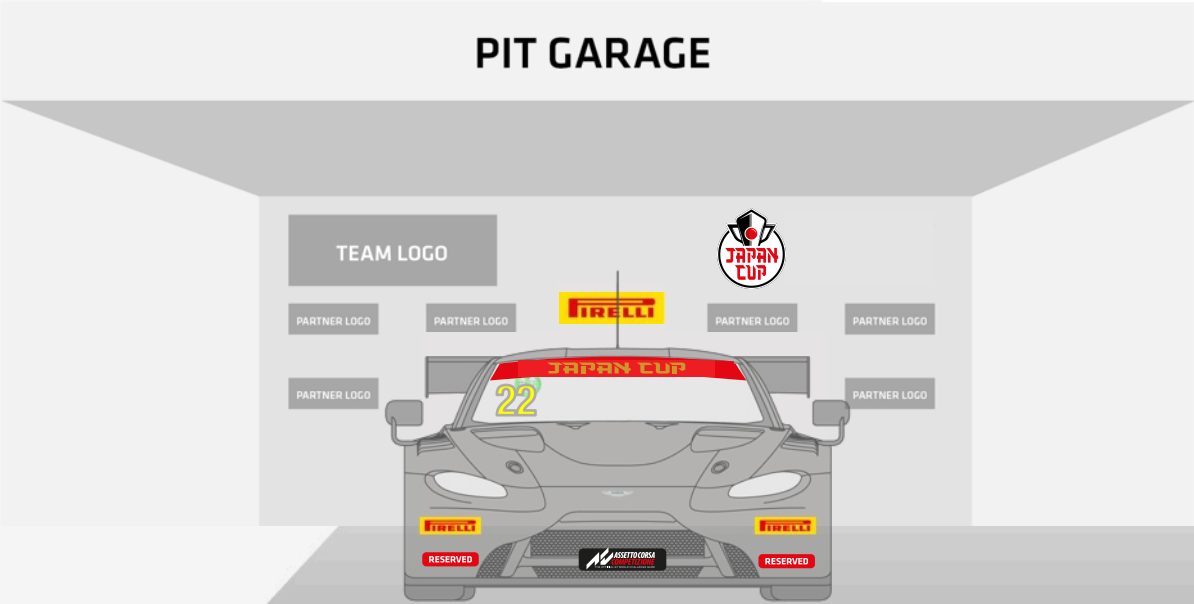 PIT GARAGE
TEAM LOGO
JAPAN
CUP
PARTNER LOGO
PARTNER LOGO
PIRELLI
PARTNER LOGO
PARTNER LOGO
JAPAN CUP
PARTNER LOGO
22
PARTNER LOGO
PIRELLI
PIRELLI
RESERVED
ASSETTO CORSA
COMPETIZIONE
RESERVED